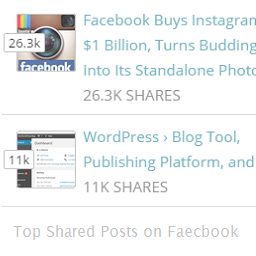 Facebook Buys Instagram
$1 Billion, Turns Budding
Into Its Standalone Photo
26.3K SHARES
26.3k
facebook
WordPress › Blog Tool,
Publishing Platform, and
11K SHARES
11k
Top Shared Posts on Faecbook